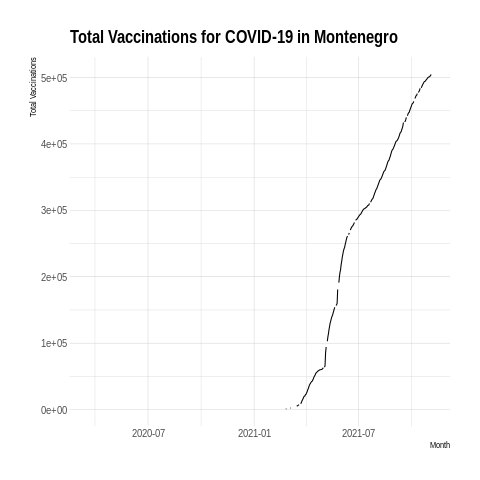 Total Vaccinations for COVID-19 in Montenegro
Total Vaccinations
5e+05
4e+05
3e+05
2e+05
1e+05
0e+00
2020-07
2021-01
2021-07
Month